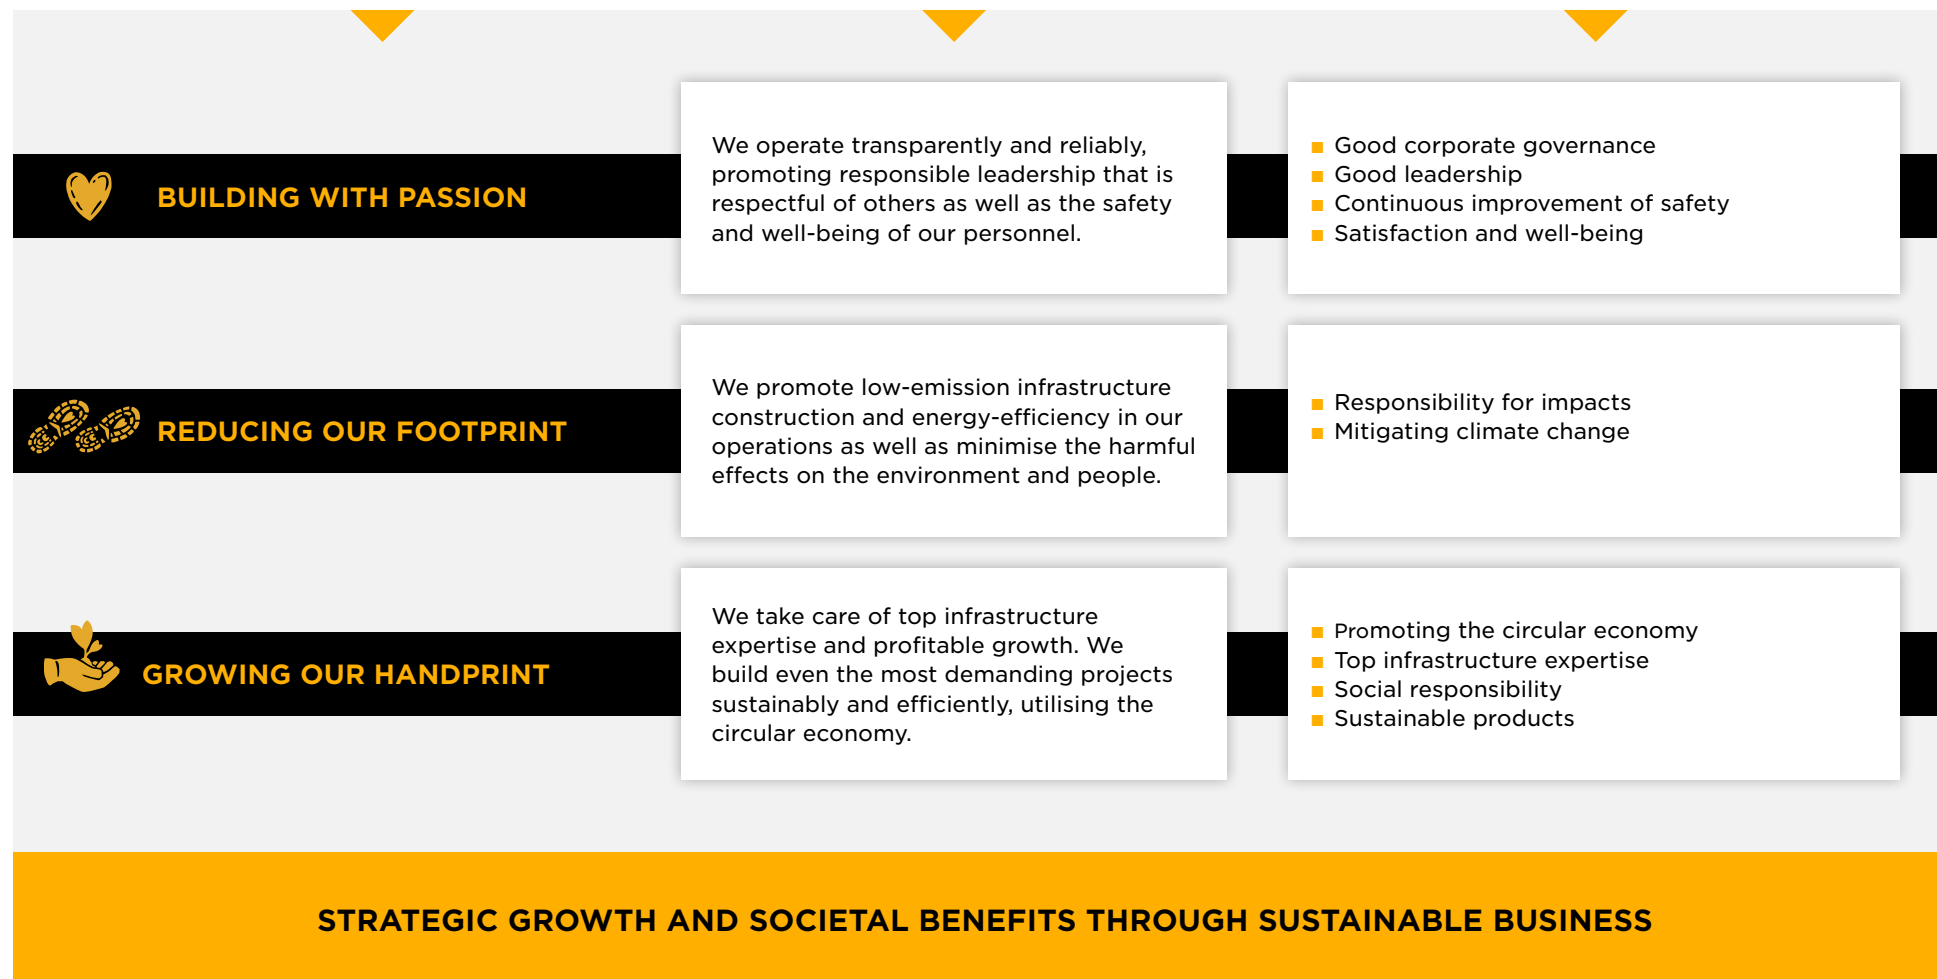 BUILDING WITH PASSION
We operate transparently and reliably,
promoting responsible leadership that is
respectful of others as well as the safety
and well-being of our personnel.
Good corporate governance
Good leadership
Continuous improvement of safety
Satisfaction and well-being
REDUCING OUR FOOTPRINT
We promote low-emission infrastructure
construction and energy-efficiency in our
operations as well as minimise the harmful
effects on the environment and people.
Responsibility for impacts
Mitigating climate change
GROWING OUR HANDPRINT
We take care of top infrastructure
expertise and profitable growth. We
build even the most demanding projects
sustainably and efficiently, utilising the
circular economy.
Promoting the circular economy
Top infrastructure expertise
Social responsibility
Sustainable products
STRATEGIC GROWTH AND SOCIETAL BENEFITS THROUGH SUSTAINABLE BUSINESS